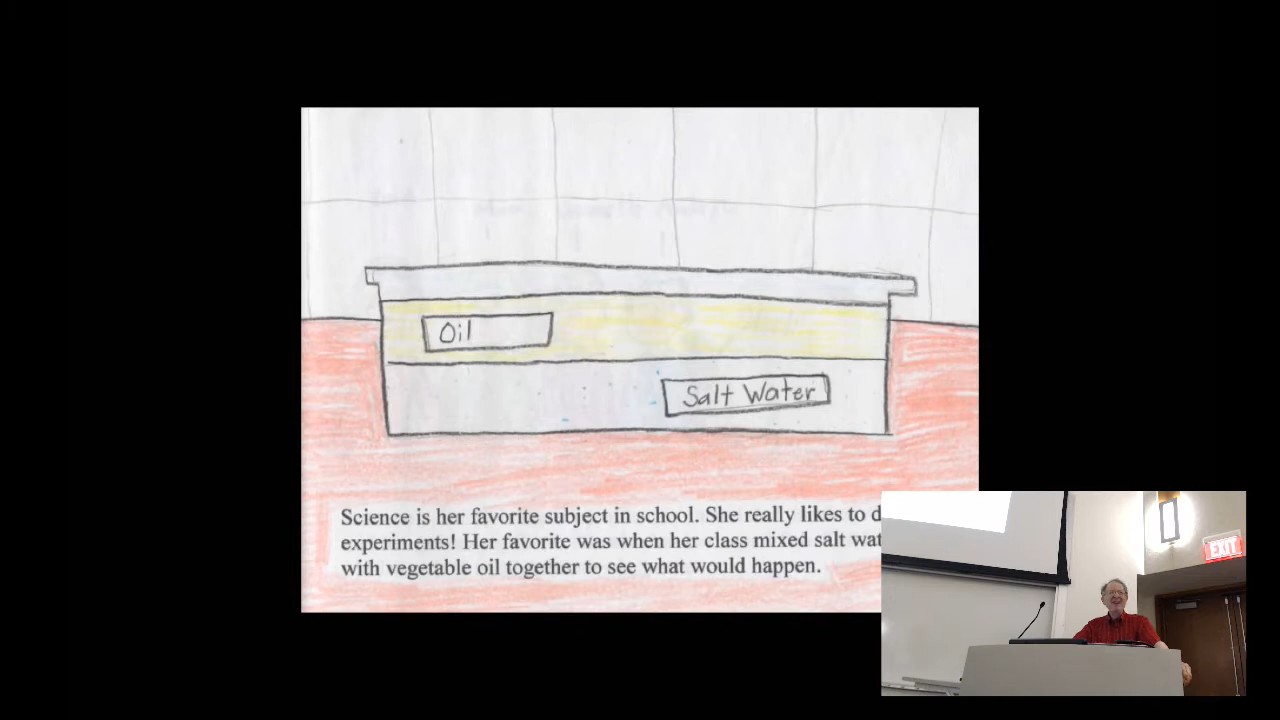 Oil
Salt Water
Science is her favorite subject in school. She really likes to
experiments! Her favorite was when her class mixed salt
with vegetable oil together to see what would happen.
EXIT